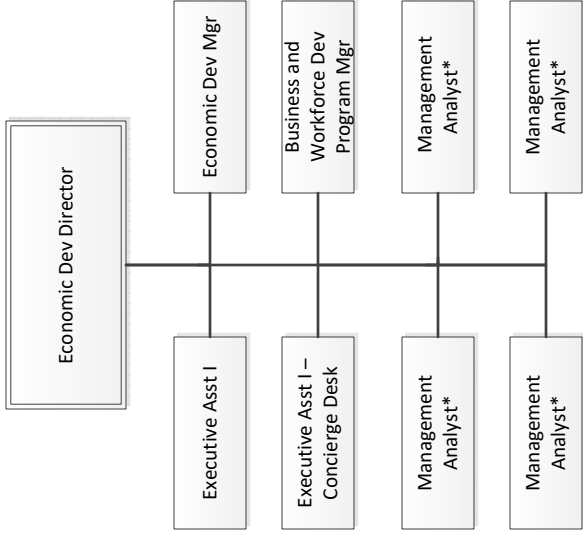 Economic Dev Director
Executive Asst I
Economic Dev Mgr
Executive Asst I –
Concierge Desk
Business and
Workforce Dev
Program Mgr
Management
Analyst*
Management
Analyst*
Management
Analyst*
Management
Analyst*